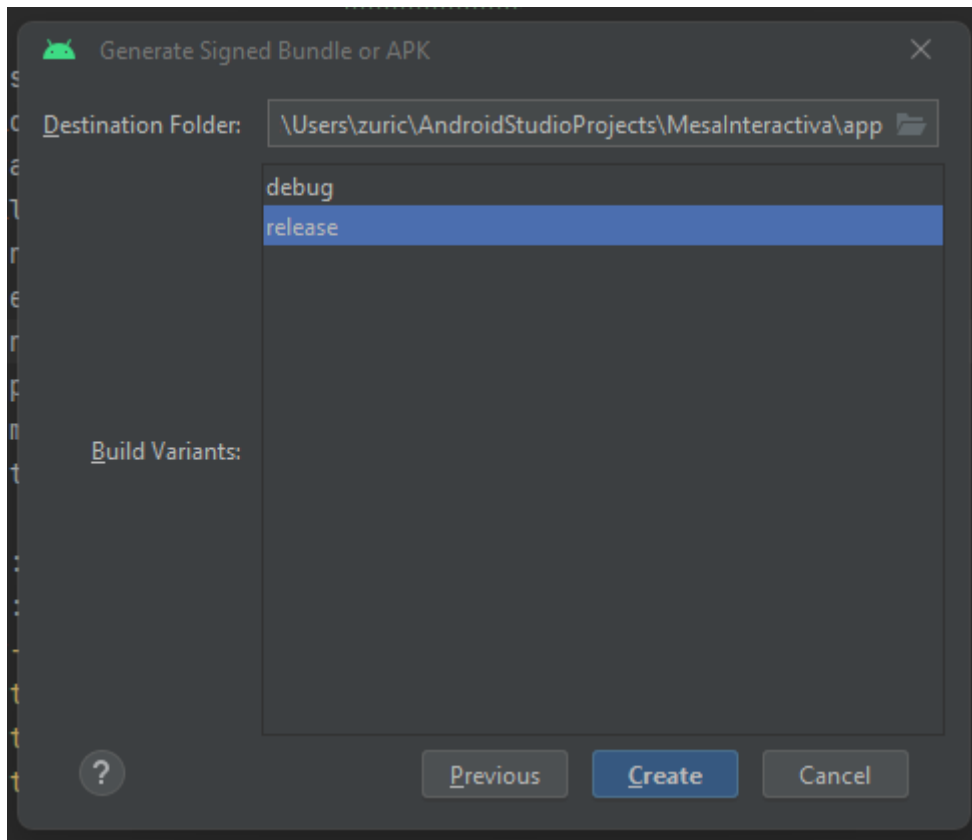 Generate Signed Bundle or APK
Destination Folder: \Users\zuric\AndroidStudioProjects\MesaInteractiva\app
debug
release
Build Variants:
? Previous Create Cancel